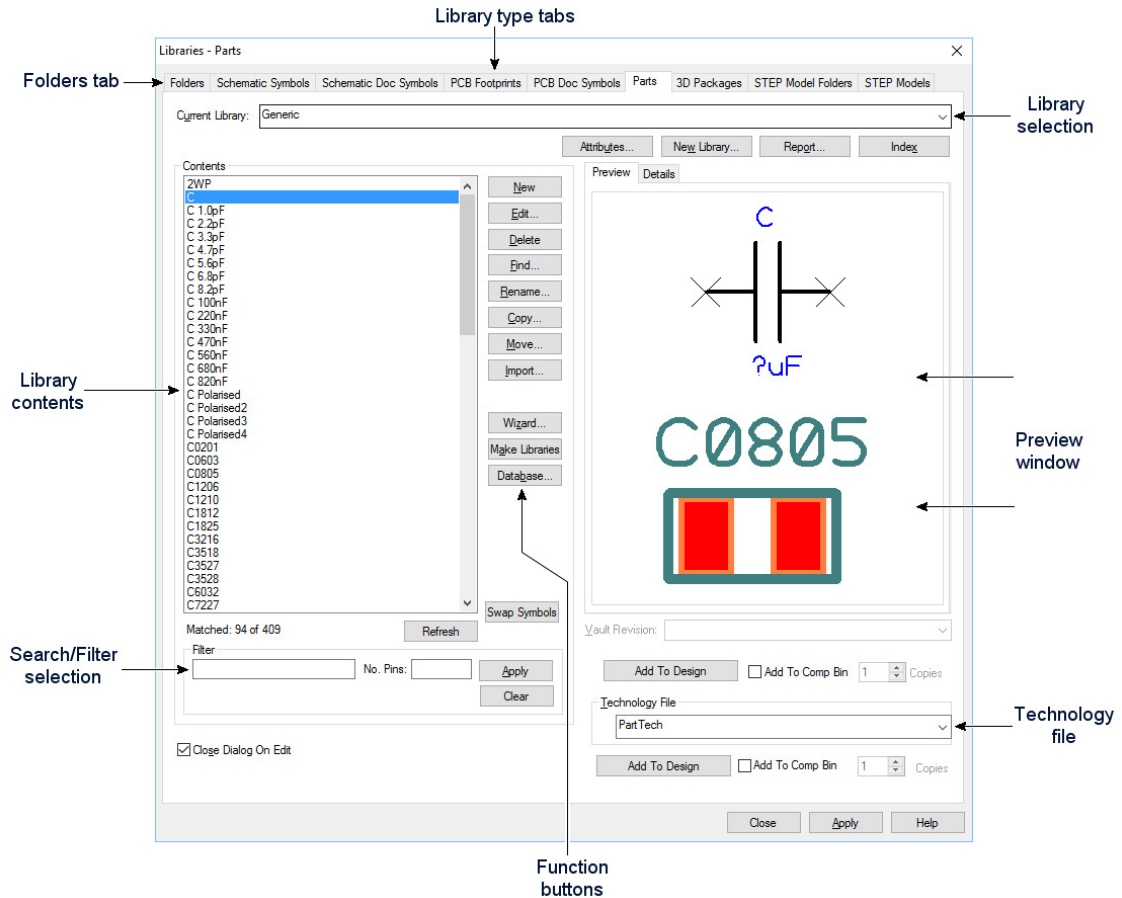 Library type tabs
Libraries - Parts
Folders tab
Folders Schematic Symbols Schematic Doc Symbols PCB Footprints PCB Doc Symbols Parts 3D Packages STEP Model Folders STEP Models
Current Library: Generic
Library
selection
Attributes... New Library... Report... Index
Contents
Preview Details
2WP
C
C 1.0pF
C 2.2pF
C 3.3pF
C 4.7pF
C 5.6pF
C 6.8pF
C 8.2pF
C 100nF
C 220nF
C 330nF
C 470nF
C 560nF
C 680nF
C 820nF
C Polarised
C Polarised2
C Polarised3
C Polarised4
C0201
C0603
C0805
C1206
C1210
C1812
C1825
C3216
C3518
C3527
C3528
C6032
C7227
Library
contents
New
Edit...
Delete
Find...
Rename...
Copy...
Move...
Import...
Wizard...
Make Libraries
Database...
Swap Symbols
C
?uF
C0805
Preview
window
Matched: 94 of 409
Refresh
Vault Revision:
Search/Filter
selection
Filter
No. Pins:
Apply
Clear
Add To Design Add To Comp Bin 1 Copies
Technology File
PartTech
Technology
file
Close Dialog On Edit
Add To Design Add To Comp Bin 1 Copies
Close Apply Help
Function
buttons